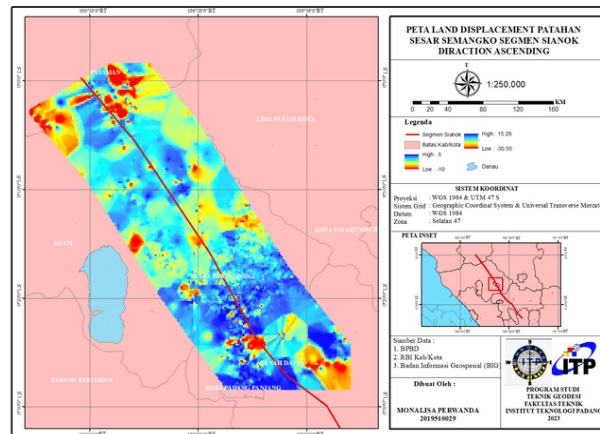 PETA LAND DISPLACEMENT PATAHAN
SESAR SEMANGKO SEGMEN SIANOK
DIRACTION ASCENDING
U
1:250,000
0 20 40 80 120 160
KM
Legenda
Segmen Sianok
Batas Kab/Kota
High : 5
Low : -10
High : 15.25
Danau
SISTEM KOORDINAT
Proyeksi : WGS 1984 & UTM 47 S
Sistem Grid : Geographic Coordinat System & Universal Transverse Mercato
Datum : WGS 1984
Zona : Selatan 47
PETA INSET
Sumber Data :
1. BPBD
2. RBI Kab/Kota
3. Badan Informasi Geospasial (BIG)
Dibuat Oleh :
MONALISA PERWANDA
2019510029
ITP
PROGRAM STUDI
TEKNIK GEODESI
FAKULTAS TEKNIK
INSTITUT TEKNOLOGI PADANG
2023
PASAMAN
LIMA PULUH KOTA
KOTA PAYAKUMBUH
AGAM
TANAH DATAR
PADANG PARIAMAN
KOTA PADANG PANJANG